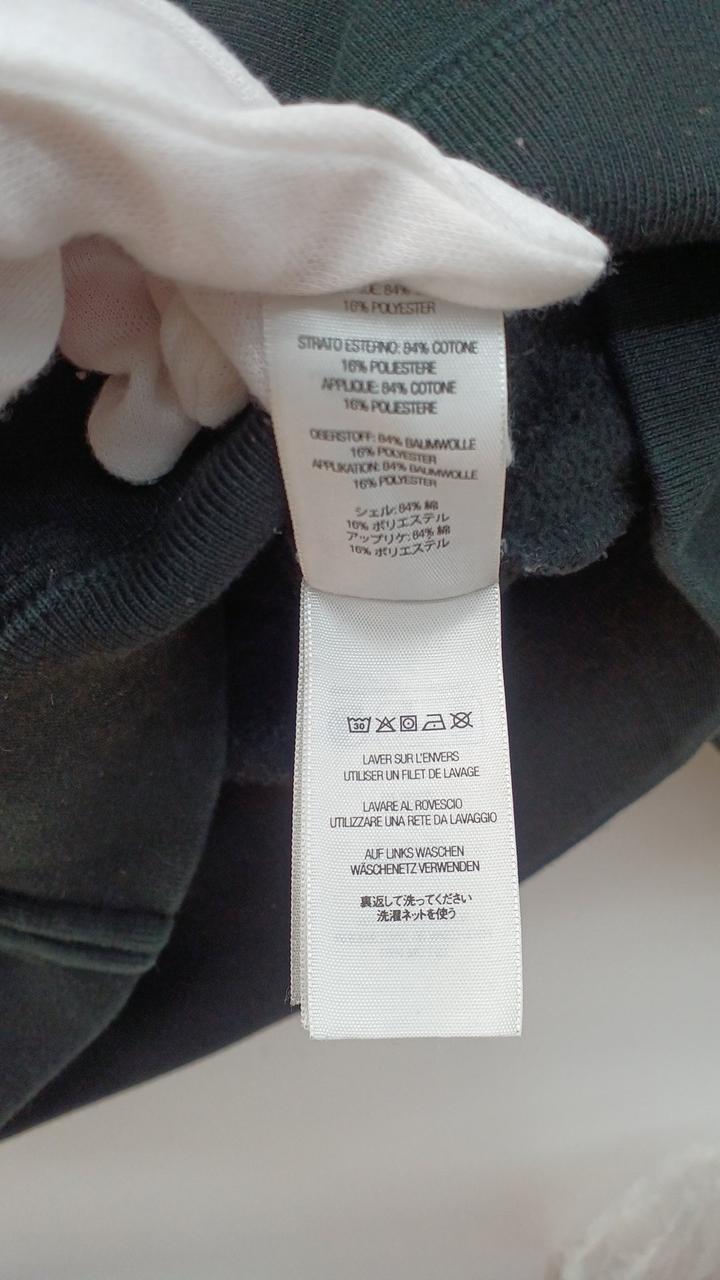 84%
16% POLYESTER
STRATO ESTERNO: 84% COTONE
16% POLIESTERE
APPLIQUE: 84% COTONE
16% POLIESTERE
OBERSTOFF: 84% BAUMWOLLE
16% POLYESTER
APPLIKATION: 84% BAUMWOLLE
16% POLYESTER
シェル: 84% 綿
16% ポリエステル
アップリケ: 84% 綿
16% ポリエステル
30
LAVER SUR L'ENVERS
UTILISER UN FILET DE LAVAGE
LAVARE AL ROVESCIO
UTILIZZARE UNA RETE DA LAVAGGIO
AUF LINKS WASCHEN
WÄSCHENETZ VERWENDEN
裏返して洗ってください
洗濯ネットを使う